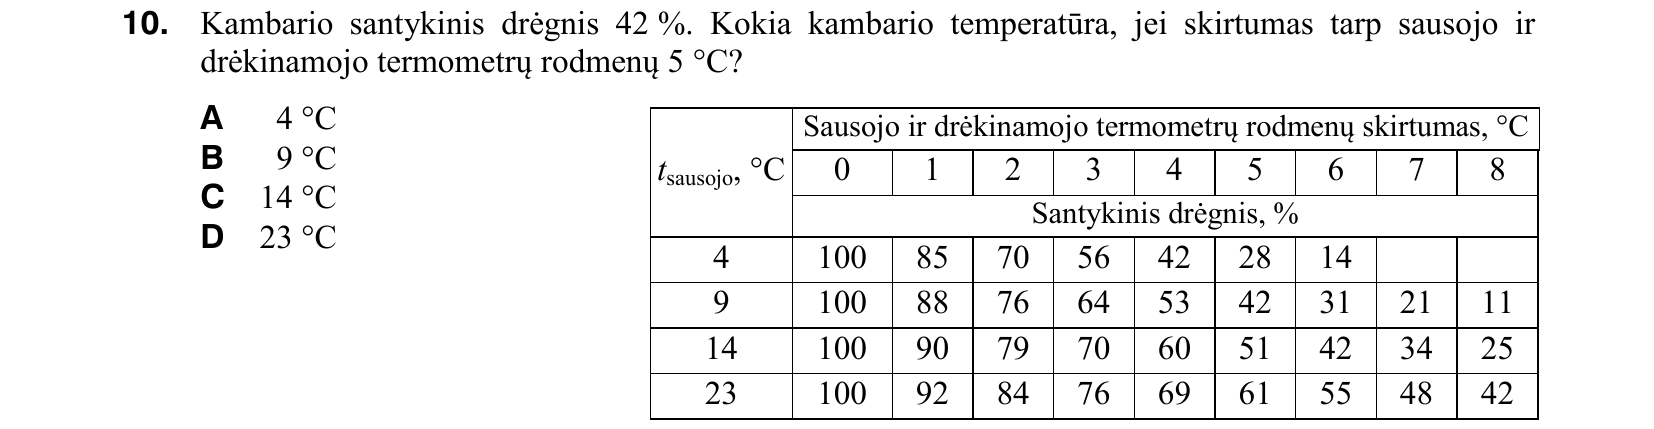 10. Kambario santykinis drėgnis 42 %. Kokia kambario temperatūra, jei skirtumas tarp sausojo ir
drėkinamojo termometrų rodmenų 5 °C?
A 4 °C
B 9 °C
C 14 °C
D 23 °C
tsausojo, °C
Sausojo ir drėkinamojo termometrų rodmenų skirtumas, °C
0 1 2 3 4 5 6 7 8
Santykinis drėgnis, %
4 100 85 70 56 42 28 14
9 100 88 76 64 53 42 31 21 11
14 100 90 79 70 60 51 42 34 25
23 100 92 84 76 69 61 55 48 42